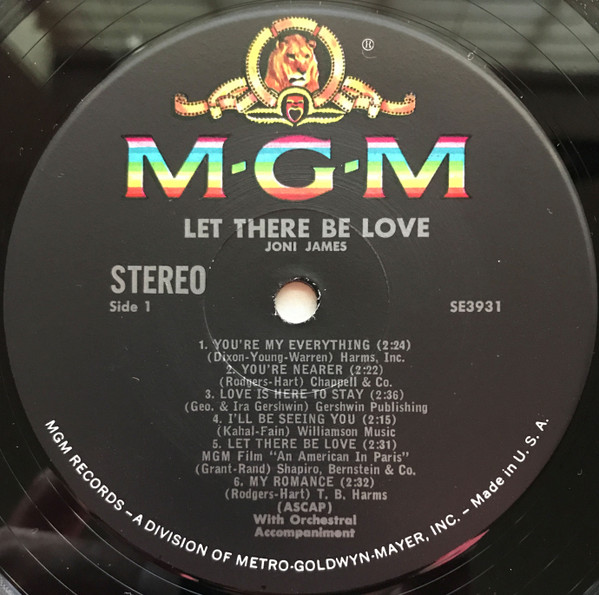 ®
M·G·M
LET THERE BE LOVE
JONI JAMES
STEREO
Side 1
SE3931
1. YOU'RE MY EVERYTHING (2:24)
(Dixon-Young-Warren) Harms, Inc.
2. YOU'RE NEARER (2:22)
(Rodgers-Hart) Chappell & Co.
3. LOVE IS HERE TO STAY (2:36)
(Geo. & Ira Gershwin) Gershwin Publishing
4. I'LL BE SEEING YOU (2:15)
(Kahal-Fain) Williamson Music
5. LET THERE BE LOVE (2:31)
MGM Film "An American In Paris"
(Grant-Rand) Shapiro, Bernstein & Co.
6. MY ROMANCE (2:32)
(Rodgers-Hart) T. B. Harms
(ASCAP)
With Orchestral
Accompaniment
MGM RECORDS – A DIVISION OF METRO-GOLDWYN-MAYER, INC. – Made in U. S. A.